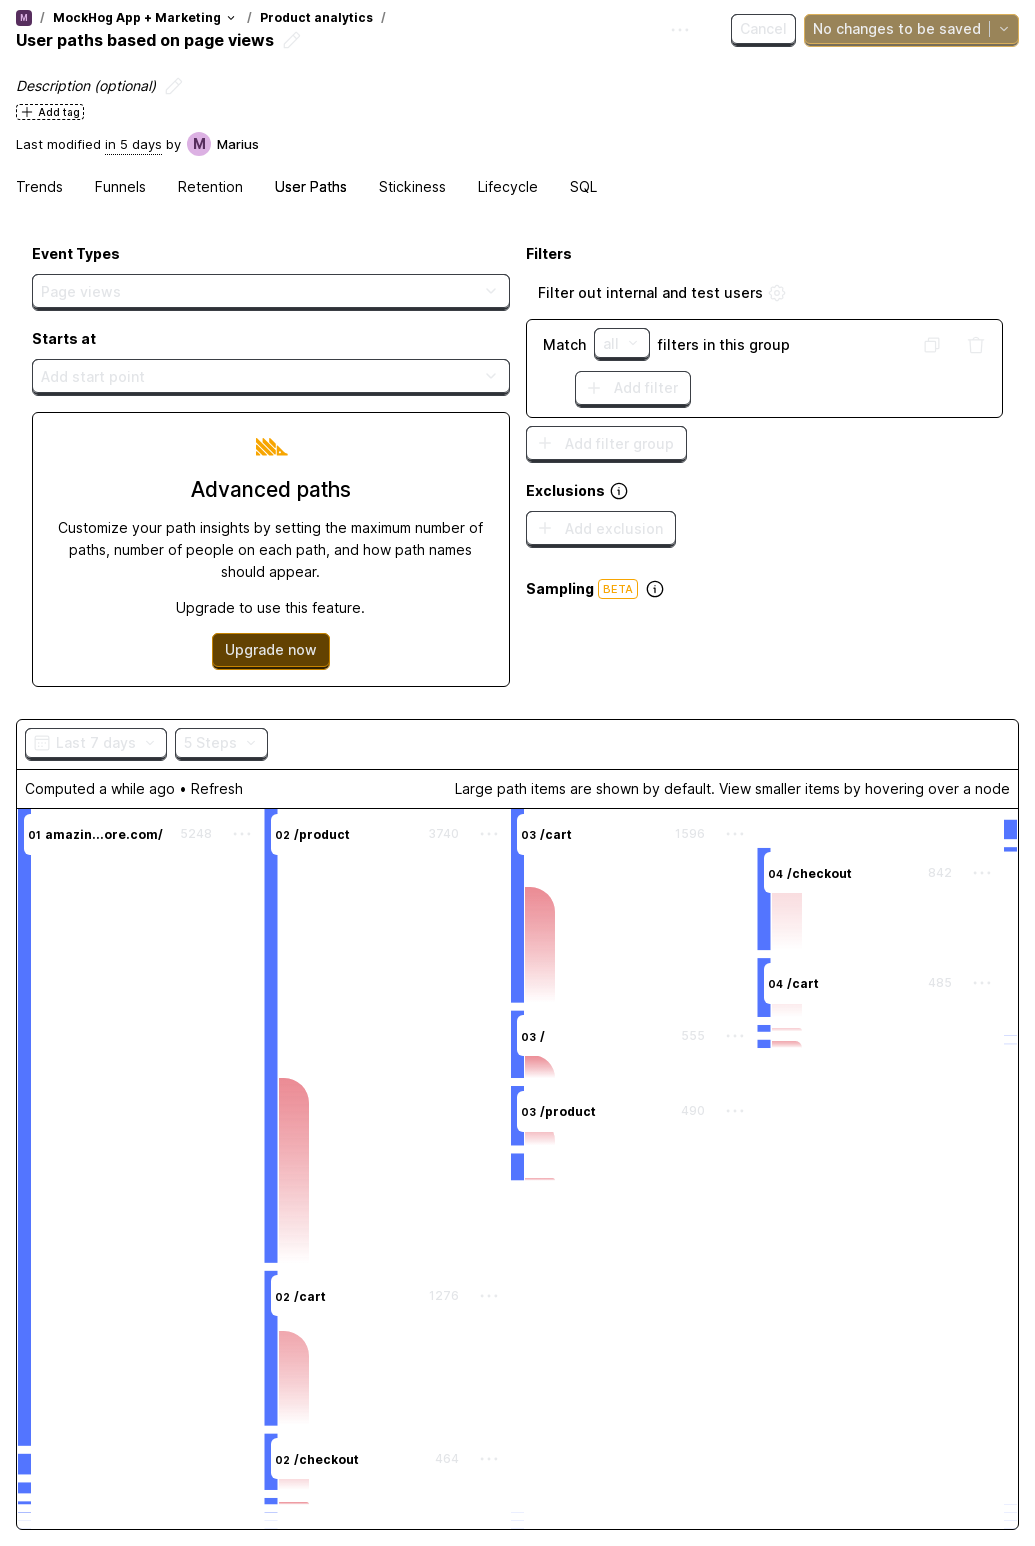 M / MockHog App + Marketing / Product analytics /
User paths based on page views
Cancel
No changes to be saved
Description (optional)
Add tag
Last modified in 5 days by M Marius
Trends Funnels Retention User Paths Stickiness Lifecycle SQL
Event Types
Page views
Starts at
Add start point
Advanced paths
Customize your path insights by setting the maximum number of
paths, number of people on each path, and how path names
should appear.
Upgrade to use this feature.
Upgrade now
Filters
Filter out internal and test users
Match all filters in this group
Add filter
Add filter group
Exclusions
Add exclusion
Sampling BETA
Last 7 days 5 Steps
Computed a while ago • Refresh
Large path items are shown by default. View smaller items by hovering over a node
01 amazin...ore.com/ 5248
02 /product 3740
03 /cart 1596
04 /checkout 842
04 /cart 485
03 / 555
03 /product 490
02 /cart 1276
02 /checkout 464